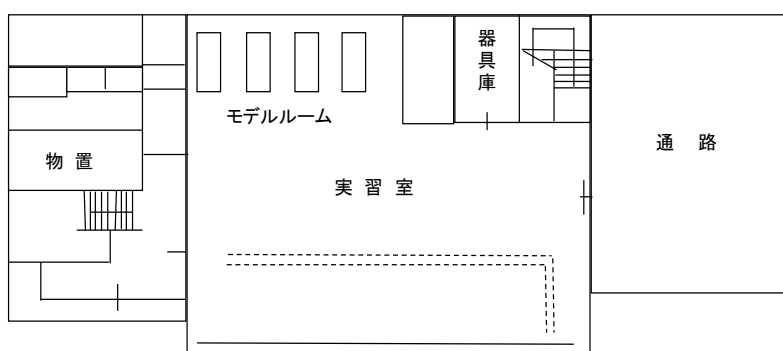 器具庫
モデルルーム
通路
物置
実習室